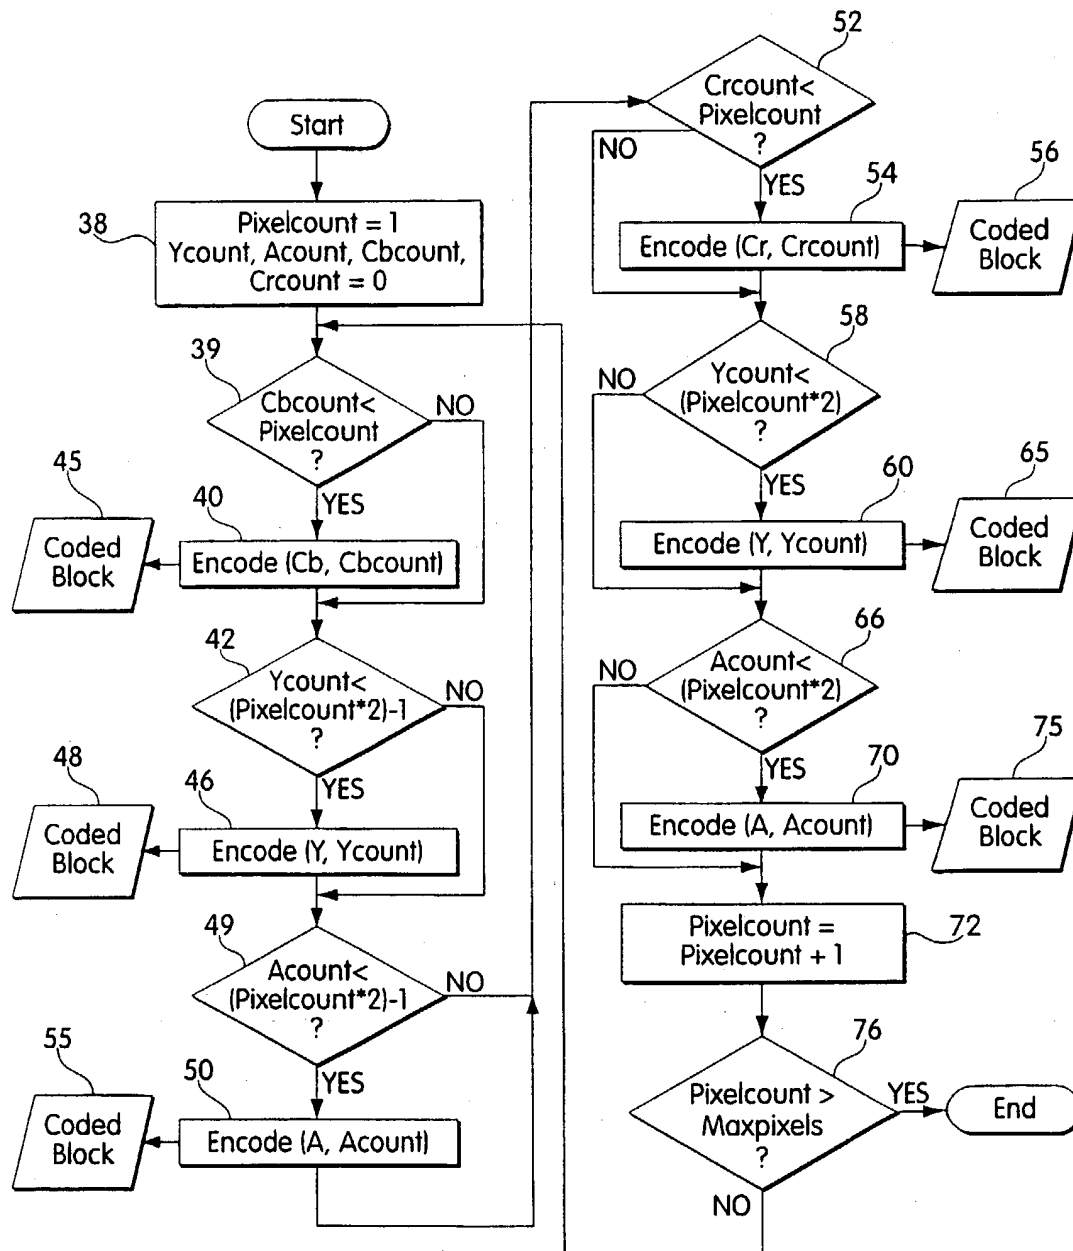 Start
38
Pixelcount = 1
Ycount, Acount, Cbcount,
Crcount = 0
39
Cbcount<
Pixelcount
?
NO
YES
45
40
Coded
Block
Encode (Cb, Cbcount)
42
Ycount<
(Pixelcount*2)-1
?
NO
YES
48
46
Coded
Block
Encode (Y, Ycount)
49
Acount<
(Pixelcount*2)-1
?
NO
YES
55
50
Coded
Block
Encode (A, Acount)
52
Crcount<
Pixelcount
?
NO
YES
54
56
Encode (Cr, Crcount)
Coded
Block
58
Ycount<
(Pixelcount*2)
?
NO
YES
60
65
Encode (Y, Ycount)
Coded
Block
66
Acount<
(Pixelcount*2)
?
NO
YES
70
75
Encode (A, Acount)
Coded
Block
Pixelcount =
Pixelcount + 1
72
76
Pixelcount >
Maxpixels
?
YES
End
NO